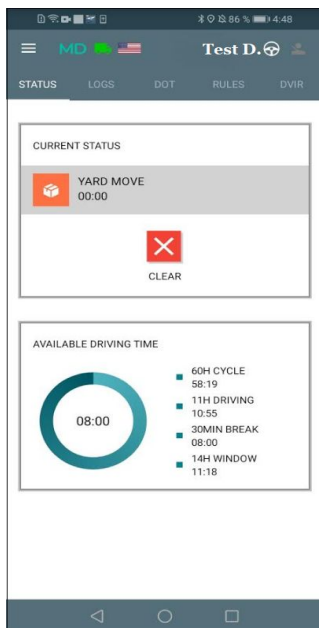 86 % 4:48
MD Test D.
STATUS LOGS DOT RULES DVIR
CURRENT STATUS
YARD MOVE
00:00
CLEAR
AVAILABLE DRIVING TIME
08:00
60H CYCLE
58:19
11H DRIVING
10:55
30MIN BREAK
08:00
14H WINDOW
11:18